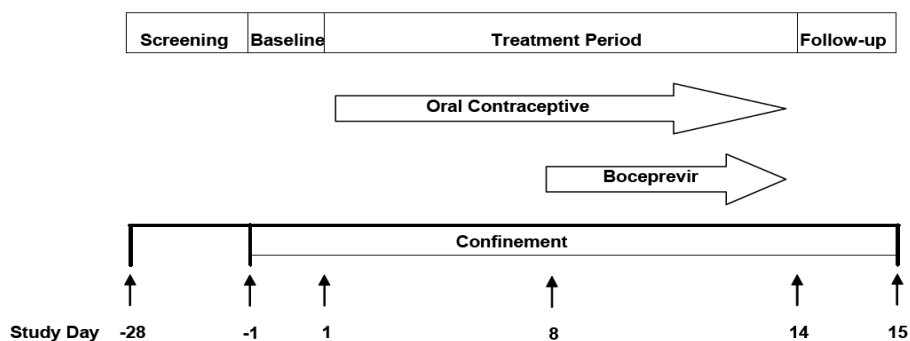 Screening Baseline Treatment Period Follow-up
Oral Contraceptive
Boceprevir
Confinement
Study Day -28 -1 1 8 14 15